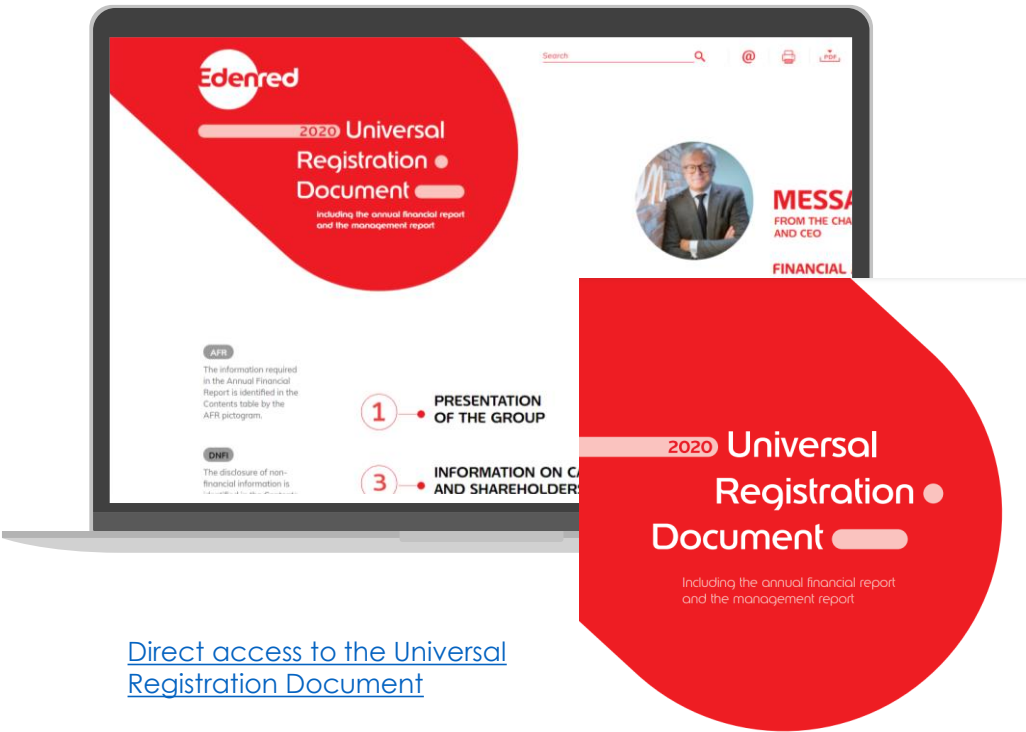 Edenred
Search
@
PDF
2020 Universal
Registration
Document
Including the annual financial report
and the management report
MESSA
FROM THE CHA
AND CEO
FINANCIAL
AFR
The information required
in the Annual Financial
Report is identified in the
Contents table by the
AFR pictogram.
1
PRESENTATION
OF THE GROUP
DNFI
The disclosure of non-
financial information is
3
INFORMATION ON CA
AND SHAREHOLDERS
2020 Universal
Registration
Document
Including the annual financial report
and the management report
Direct access to the Universal
Registration Document